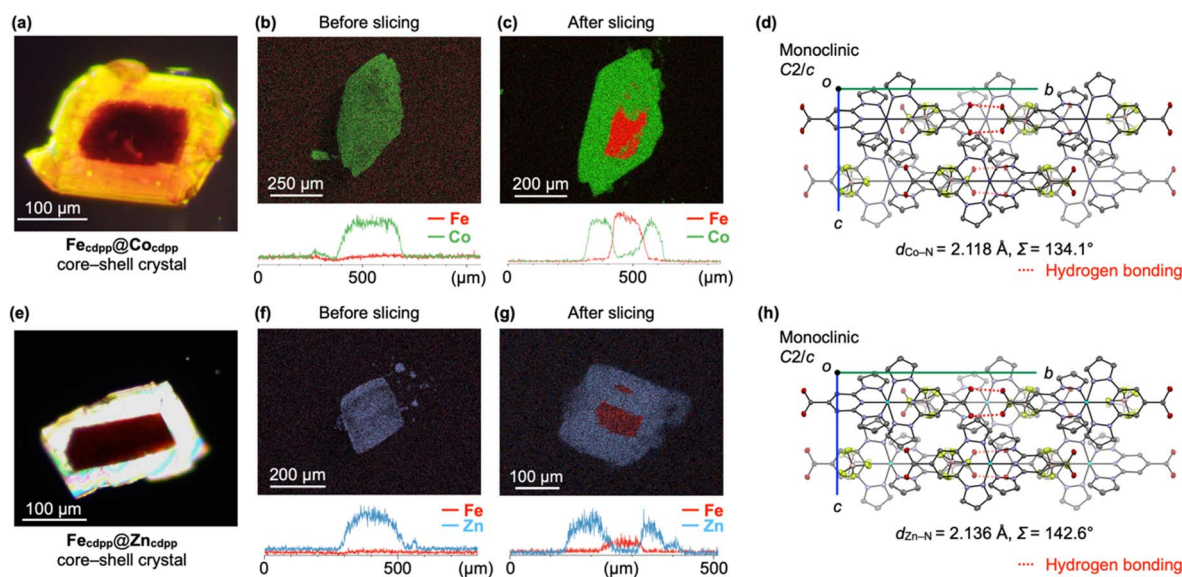 (a)
100 µm
Fecdpp@Cocdpp
core–shell crystal
(b)
Before slicing
250 µm
Fe
Co
0
500
(µm)
(c)
After slicing
200 µm
Fe
Co
0
500
(µm)
(d)
Monoclinic
C2/c
o
b
c
dCo–N = 2.118 Å, Σ = 134.1°
Hydrogen bonding
(e)
100 µm
Fecdpp@Zncdpp
core–shell crystal
(f)
Before slicing
200 µm
Fe
Zn
0
500
(µm)
(g)
After slicing
100 µm
Fe
Zn
0
(µm)
500
(h)
Monoclinic
C2/c
o
b
c
dZn–N = 2.136 Å, Σ = 142.6°
Hydrogen bonding